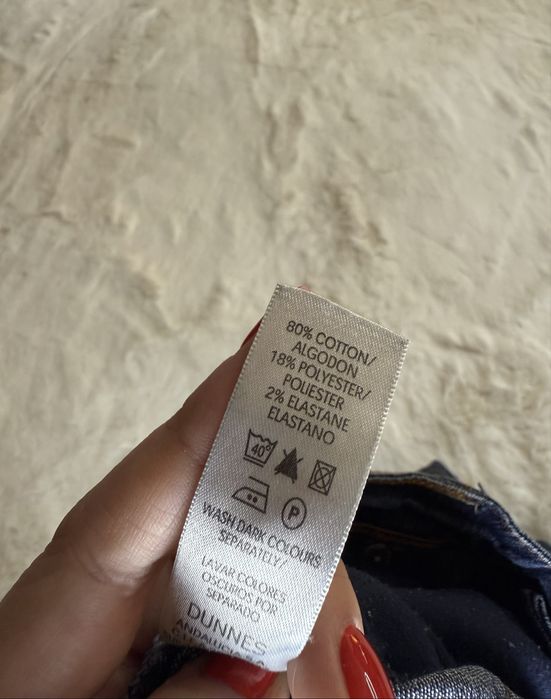 80% COTTON/
ALGODON
18% POLYESTER/
POLIESTER
2% ELASTANE
ELASTANO
40°
P
WASH DARK COLOURS
SEPARATELY/
LAVAR COLORES
OSCUROS POR
SEPARADO
DUNNES